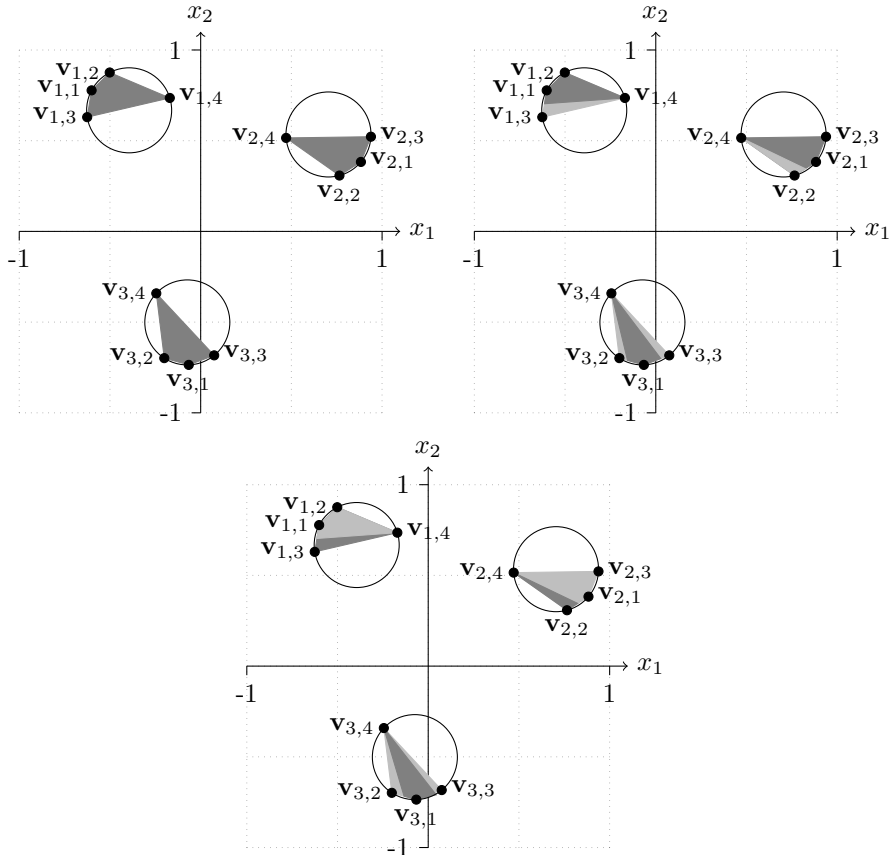 x2 x2
1 1
v1,2 v1,2
v1,1 v1,4 v1,1 v1,4
v1,3 v1,3
v2,4 v2,3 v2,4 v2,3
v2,1 v2,1
v2,2 v2,2
x1 x1
-1 1 -1 1
v3,4 v3,4
v3,2 v3,3 v3,2 v3,3
v3,1 v3,1
-1 -1
x2
1
v1,2
v1,1 v1,4
v1,3
v2,4 v2,3
v2,1
v2,2
x1
-1 1
v3,4
v3,2 v3,3
v3,1
-1